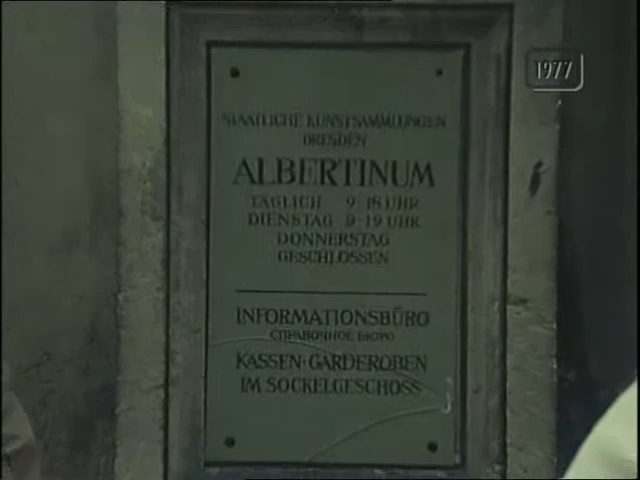 1977
STAATLICHE KUNSTSAMMLUNGEN
DRESDEN
ALBERTINUM
TÄGLICH 9-18 UHR
DIENSTAG 9-19 UHR
DONNERSTAG
GESCHLOSSEN
INFORMATIONSBÜRO
СПРАВОЧНОЕ БЮРО
KASSEN·GARDEROBEN
IM SOCKELGESCHOSS